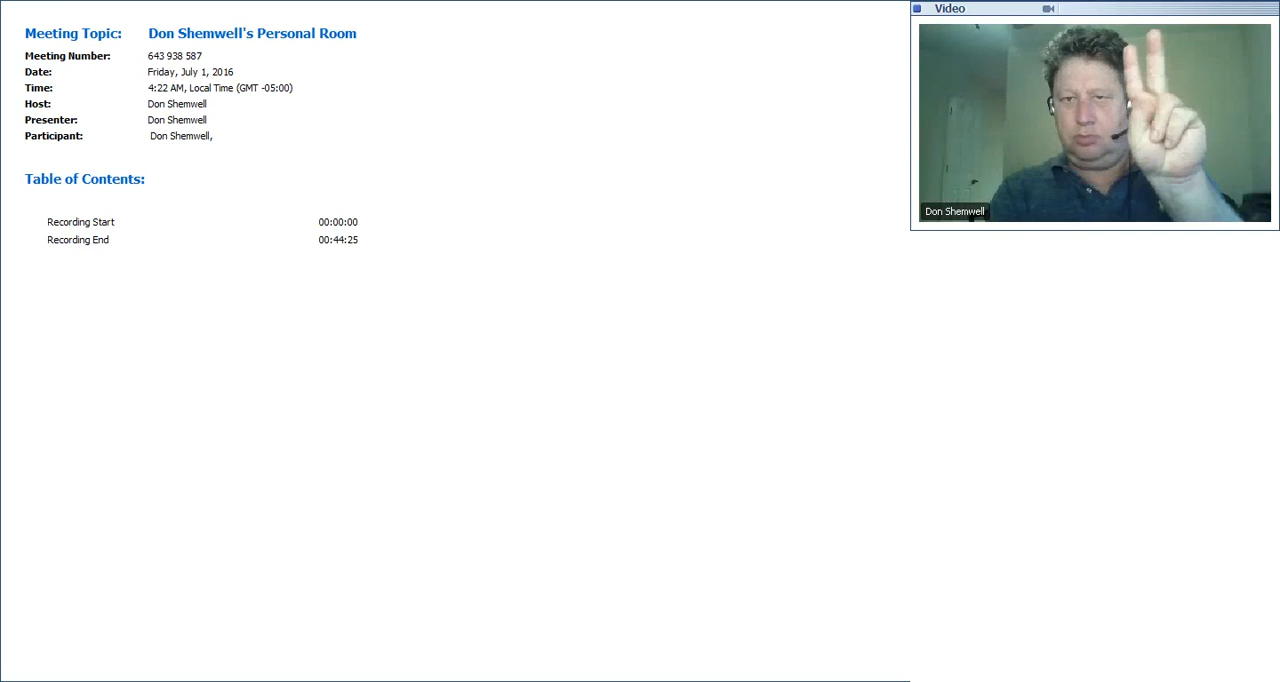 Meeting Topic: Don Shemwell's Personal Room
Meeting Number: 643 938 587
Date: Friday, July 1, 2016
Time: 4:22 AM, Local Time (GMT -05:00)
Host: Don Shemwell
Presenter: Don Shemwell
Participant: Don Shemwell,
Table of Contents:
Recording Start 00:00:00
Recording End 00:44:25
Video
Don Shemwell